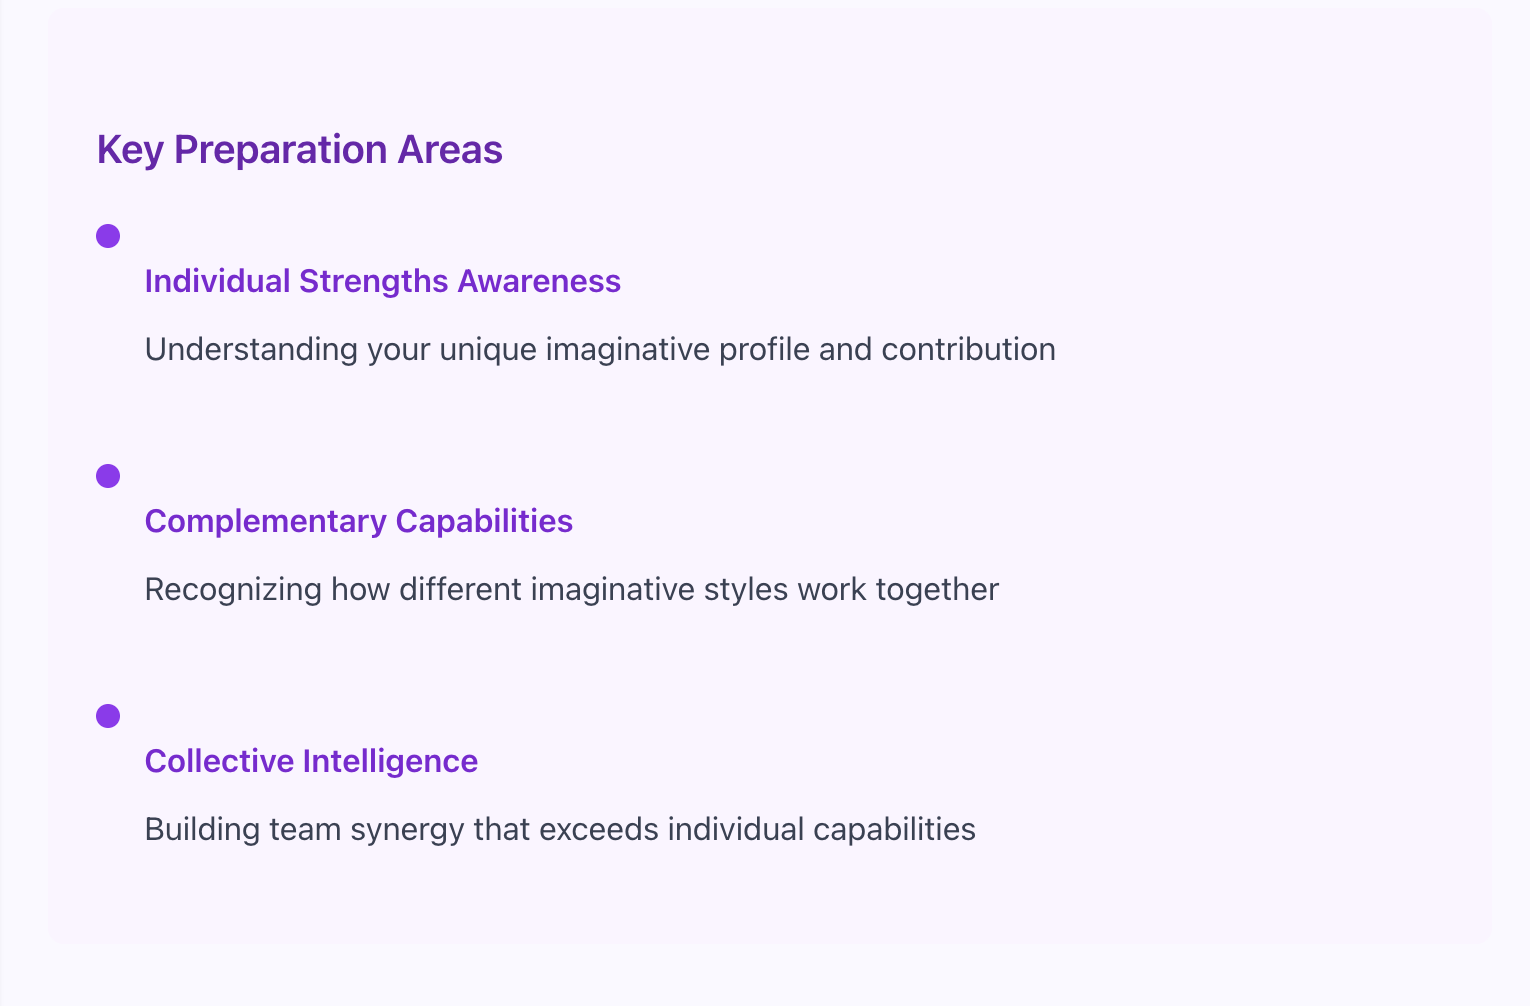 Key Preparation Areas
Individual Strengths Awareness
Understanding your unique imaginative profile and contribution
Complementary Capabilities
Recognizing how different imaginative styles work together
Collective Intelligence
Building team synergy that exceeds individual capabilities